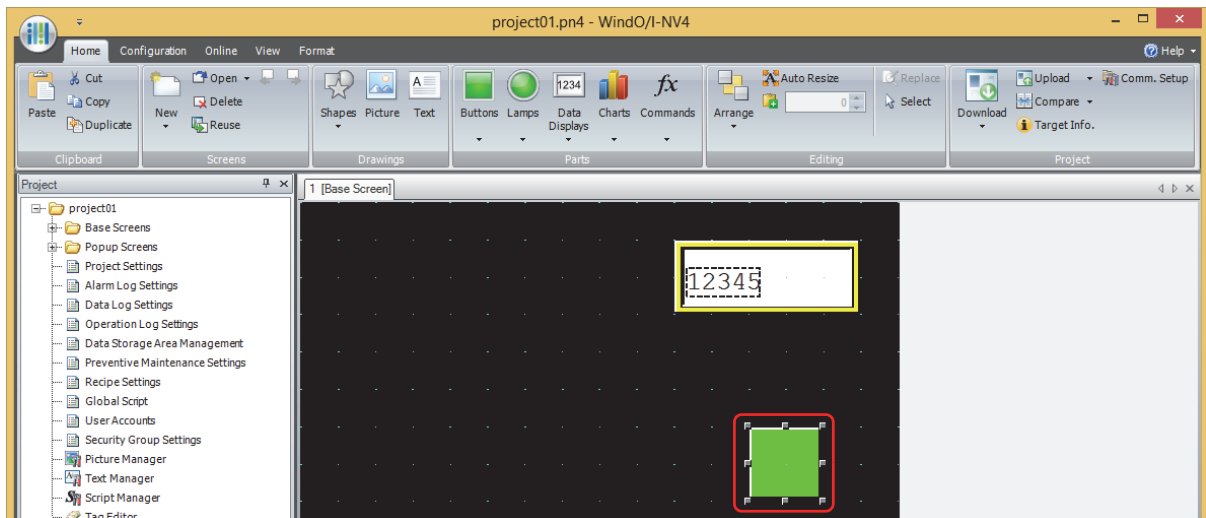 project01.pn4 - WindO/I-NV4
Home Configuration Online View Format Help
Cut Open Auto Resize Replace Upload Comm. Setup
Copy Delete 0 Select Compare
Paste Duplicate New Reuse Shapes Picture Text Buttons Lamps 1234 Data Displays Charts fx Commands Arrange Download Target Info.
Clipboard Screens Drawings Parts Editing Project
Project
1 [Base Screen]
project01
Base Screens
Popup Screens
Project Settings
Alarm Log Settings
Data Log Settings
Operation Log Settings
Data Storage Area Management
Preventive Maintenance Settings
Recipe Settings
Global Script
User Accounts
Security Group Settings
Picture Manager
Text Manager
Script Manager
Tag Editor
12345